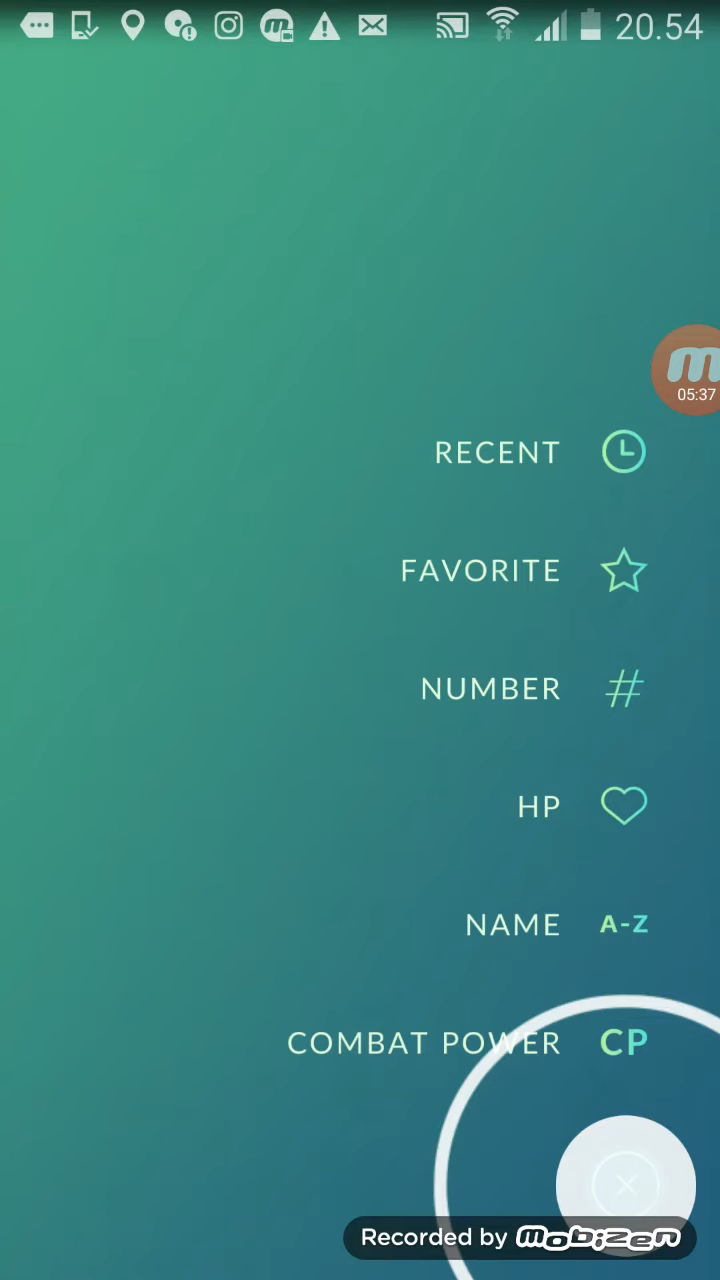 20.54
m
05:37
RECENT
FAVORITE
NUMBER
HP
NAME A-Z
COMBAT POWER CP
Recorded by mobizen